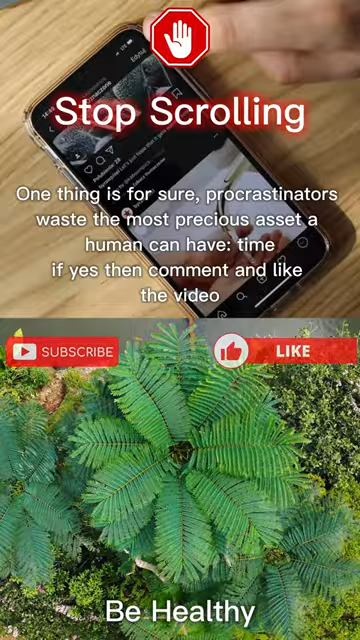 Edytuj
Stop Scrolling
One thing is for sure, procrastinators
waste the most precious asset a
human can have: time
if yes then comment and like
the video
SUBSCRIBE
LIKE
Be Healthy